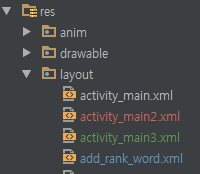 res
anim
drawable
layout
activity_main.xml
activity_main2.xml
activity_main3.xml
add_rank_word.xml